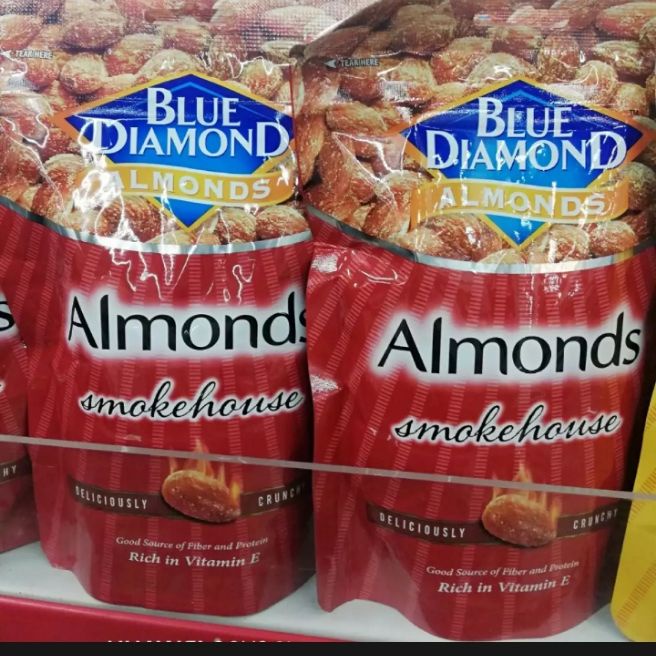 TEAR HERE
BLUE
DIAMOND
ALMONDS
Almonds
smokehouse
DELICIOUSLY CRUNCHY
Good Source of Fiber and Protein
Rich in Vitamin E
TEAR HERE
BLUE
DIAMOND
ALMONDS
Almonds
smokehouse
DELICIOUSLY CRUNCHY
Good Source of Fiber and Protein
Rich in Vitamin E